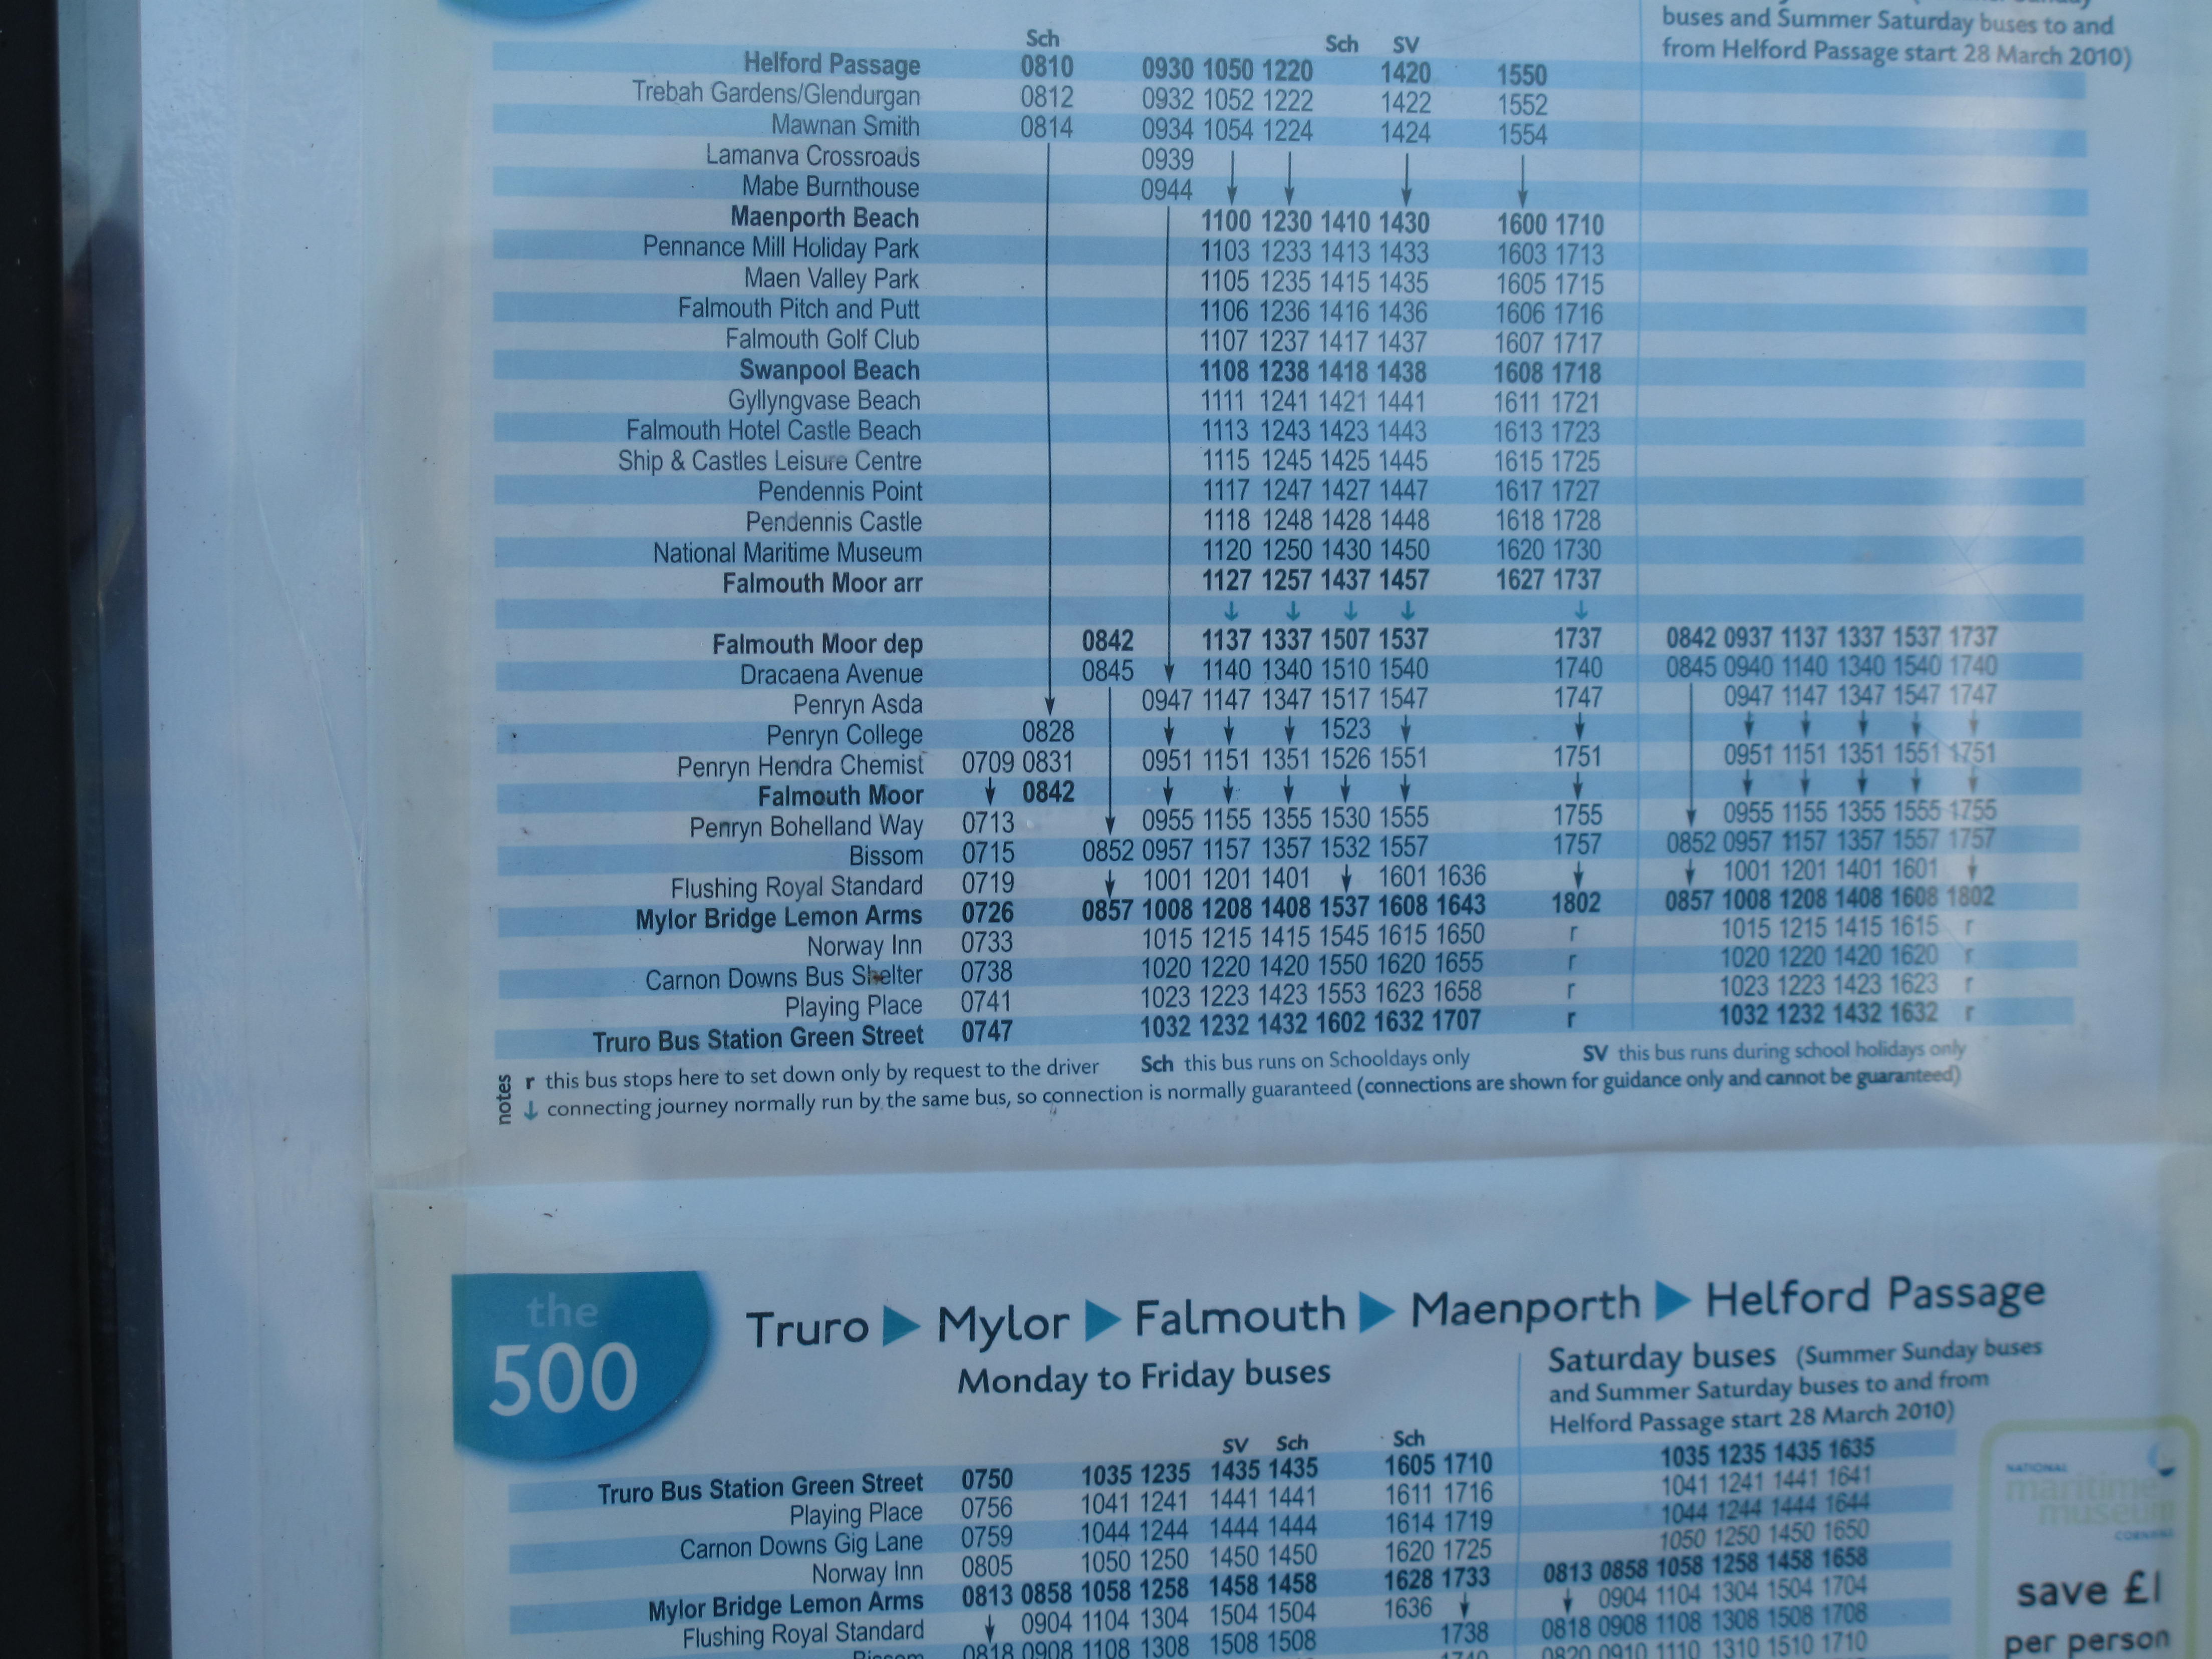 buses and Summer Saturday buses to and
from Helford Passage start 28 March 2010)
Sch Sch SV
Helford Passage 0810 0930 1050 1220 1420 1550
Trebah Gardens/Glendurgan 0812 0932 1052 1222 1422 1552
Mawnan Smith 0814 0934 1054 1224 1424 1554
Lamanva Crossroads 0939
Mabe Burnthouse 0944
Maenporth Beach 1100 1230 1410 1430 1600 1710
Pennance Mill Holiday Park 1103 1233 1413 1433 1603 1713
Maen Valley Park 1105 1235 1415 1435 1605 1715
Falmouth Pitch and Putt 1106 1236 1416 1436 1606 1716
Falmouth Golf Club 1107 1237 1417 1437 1607 1717
Swanpool Beach 1108 1238 1418 1438 1608 1718
Gyllyngvase Beach 1111 1241 1421 1441 1611 1721
Falmouth Hotel Castle Beach 1113 1243 1423 1443 1613 1723
Ship & Castles Leisure Centre 1115 1245 1425 1445 1615 1725
Pendennis Point 1117 1247 1427 1447 1617 1727
Pendennis Castle 1118 1248 1428 1448 1618 1728
National Maritime Museum 1120 1250 1430 1450 1620 1730
Falmouth Moor arr 1127 1257 1437 1457 1627 1737
Falmouth Moor dep 0842 1137 1337 1507 1537 1737 0842 0937 1137 1337 1537 1737
Dracaena Avenue 0845 1140 1340 1510 1540 1740 0845 0940 1140 1340 1540 1740
Penryn Asda 0947 1147 1347 1517 1547 1747 0947 1147 1347 1547 1747
Penryn College 0828 1523
Penryn Hendra Chemist 0709 0831 0951 1151 1351 1526 1551 1751 0951 1151 1351 1551 1751
Falmouth Moor 0842
Penryn Bohelland Way 0713 0955 1155 1355 1530 1555 1755 0955 1155 1355 1555 1755
Bissom 0715 0852 0957 1157 1357 1532 1557 1757 0852 0957 1157 1357 1557 1757
Flushing Royal Standard 0719 1001 1201 1401 1601 1636 1001 1201 1401 1601
Mylor Bridge Lemon Arms 0726 0857 1008 1208 1408 1537 1608 1643 1802 0857 1008 1208 1408 1608 1802
Norway Inn 0733 1015 1215 1415 1545 1615 1650 r 1015 1215 1415 1615 r
Carnon Downs Bus Shelter 0738 1020 1220 1420 1550 1620 1655 r 1020 1220 1420 1620 r
Playing Place 0741 1023 1223 1423 1553 1623 1658 r 1023 1223 1423 1623 r
Truro Bus Station Green Street 0747 1032 1232 1432 1602 1632 1707 r 1032 1232 1432 1632 r
notes r this bus stops here to set down only by request to the driver Sch this bus runs on Schooldays only SV this bus runs during school holidays only
↓ connecting journey normally run by the same bus, so connection is normally guaranteed (connections are shown for guidance only and cannot be guaranteed)
the
500
Truro ▶ Mylor ▶ Falmouth ▶ Maenporth ▶ Helford Passage
Monday to Friday buses
Saturday buses (Summer Sunday buses
and Summer Saturday buses to and from
Helford Passage start 28 March 2010)
SV Sch Sch
Truro Bus Station Green Street 0750 1035 1235 1435 1435 1605 1710 1035 1235 1435 1635
Playing Place 0756 1041 1241 1441 1441 1611 1716 1041 1241 1441 1641
Carnon Downs Gig Lane 0759 1044 1244 1444 1444 1614 1719 1044 1244 1444 1644
Norway Inn 0805 1050 1250 1450 1450 1620 1725 1050 1250 1450 1650
Mylor Bridge Lemon Arms 0813 0858 1058 1258 1458 1458 1628 1733 0813 0858 1058 1258 1458 1658
Flushing Royal Standard 0904 1104 1304 1504 1504 1636 0904 1104 1304 1504 1704
Bissom 0818 0908 1108 1308 1508 1508 1738 0818 0908 1108 1308 1508 1708
0820 0910 1110 1310 1510 1710
NATIONAL
maritime
museum
CORNWALL
save £1
per person